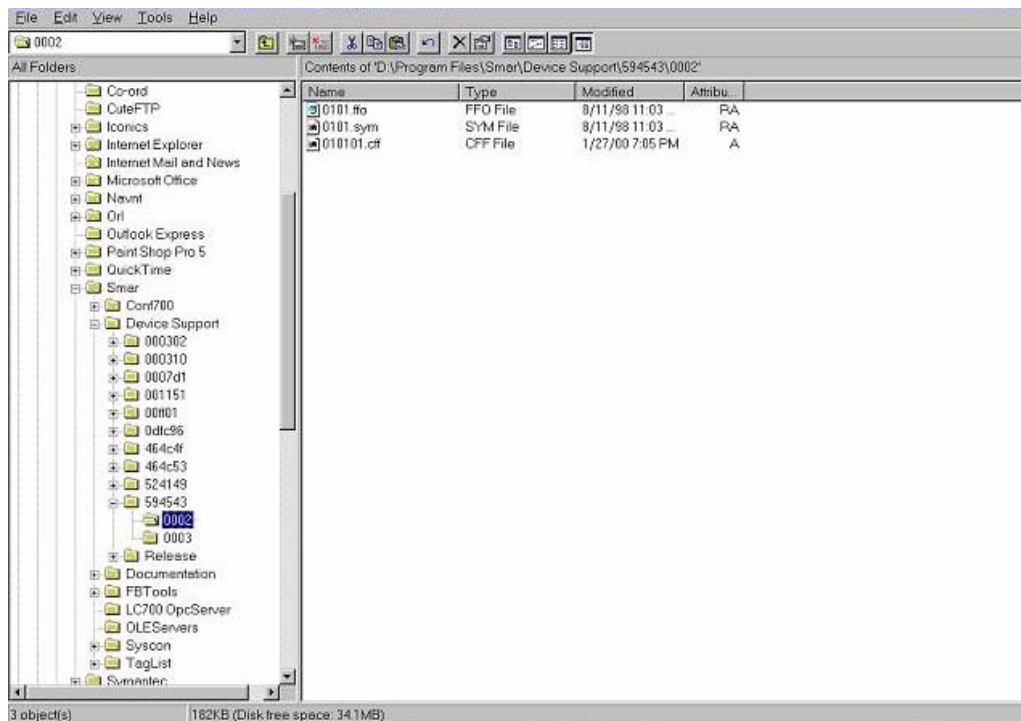 File Edit View Tools Help
0002
All Folders
Contents of 'D:\Program Files\Smar\Device Support\594543\0002'
Name Type Modified Attribu...
0101.ffo FFO File 8/11/98 11:03 ... RA
0101.sym SYM File 8/11/98 11:03 ... RA
010101.cff CFF File 1/27/00 7:05 PM A
Co-ord
CuteFTP
Iconics
Internet Explorer
Internet Mail and News
Microsoft Office
Navnt
Orl
Outlook Express
Paint Shop Pro 5
QuickTime
Smar
Conf700
Device Support
000302
000310
0007d1
001151
00ff01
0dfc96
464c4f
464c53
524149
594543
0002
0003
Release
Documentation
FBTools
LC700 OpcServer
OLEServers
Syscon
TagList
Symantec
3 object(s)
182KB (Disk free space: 34.1MB)